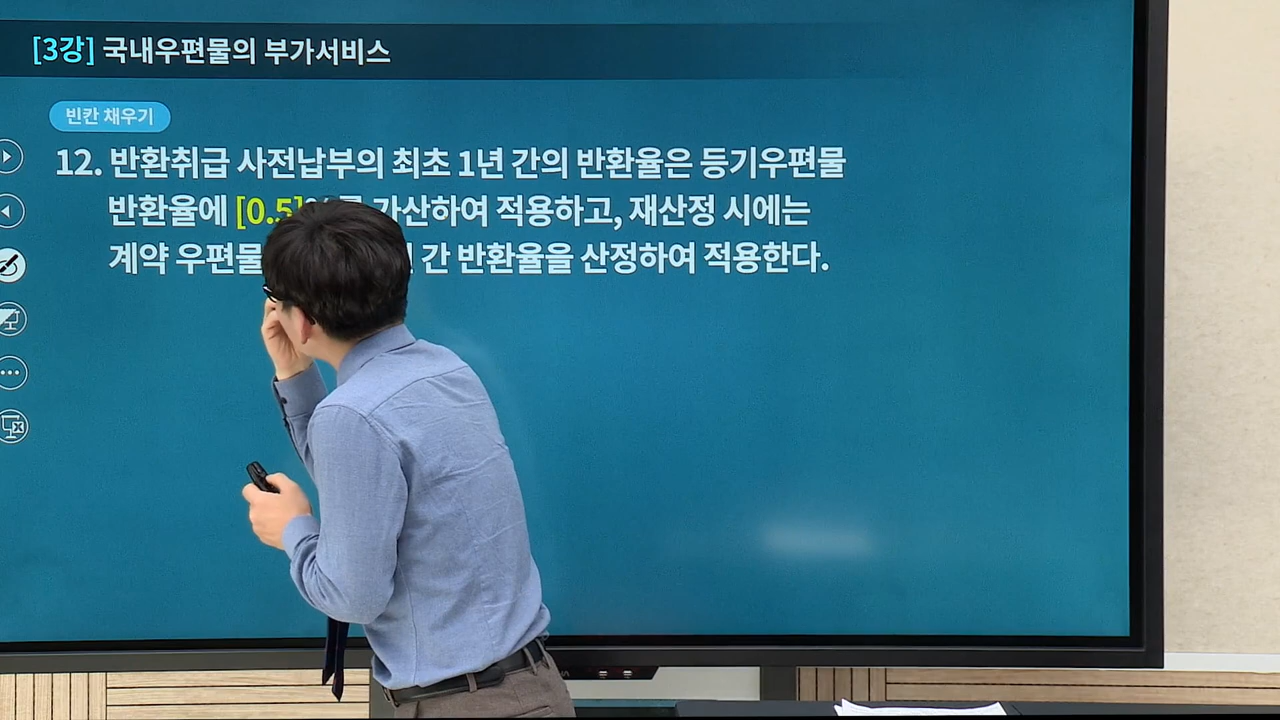 [3강] 국내우편물의 부가서비스
빈칸 채우기
12. 반환취급 사전납부의 최초 1년 간의 반환율은 등기우편물
반환율에 [0.5] 가산하여 적용하고, 재산정 시에는
계약 우편물 간 반환율을 산정하여 적용한다.